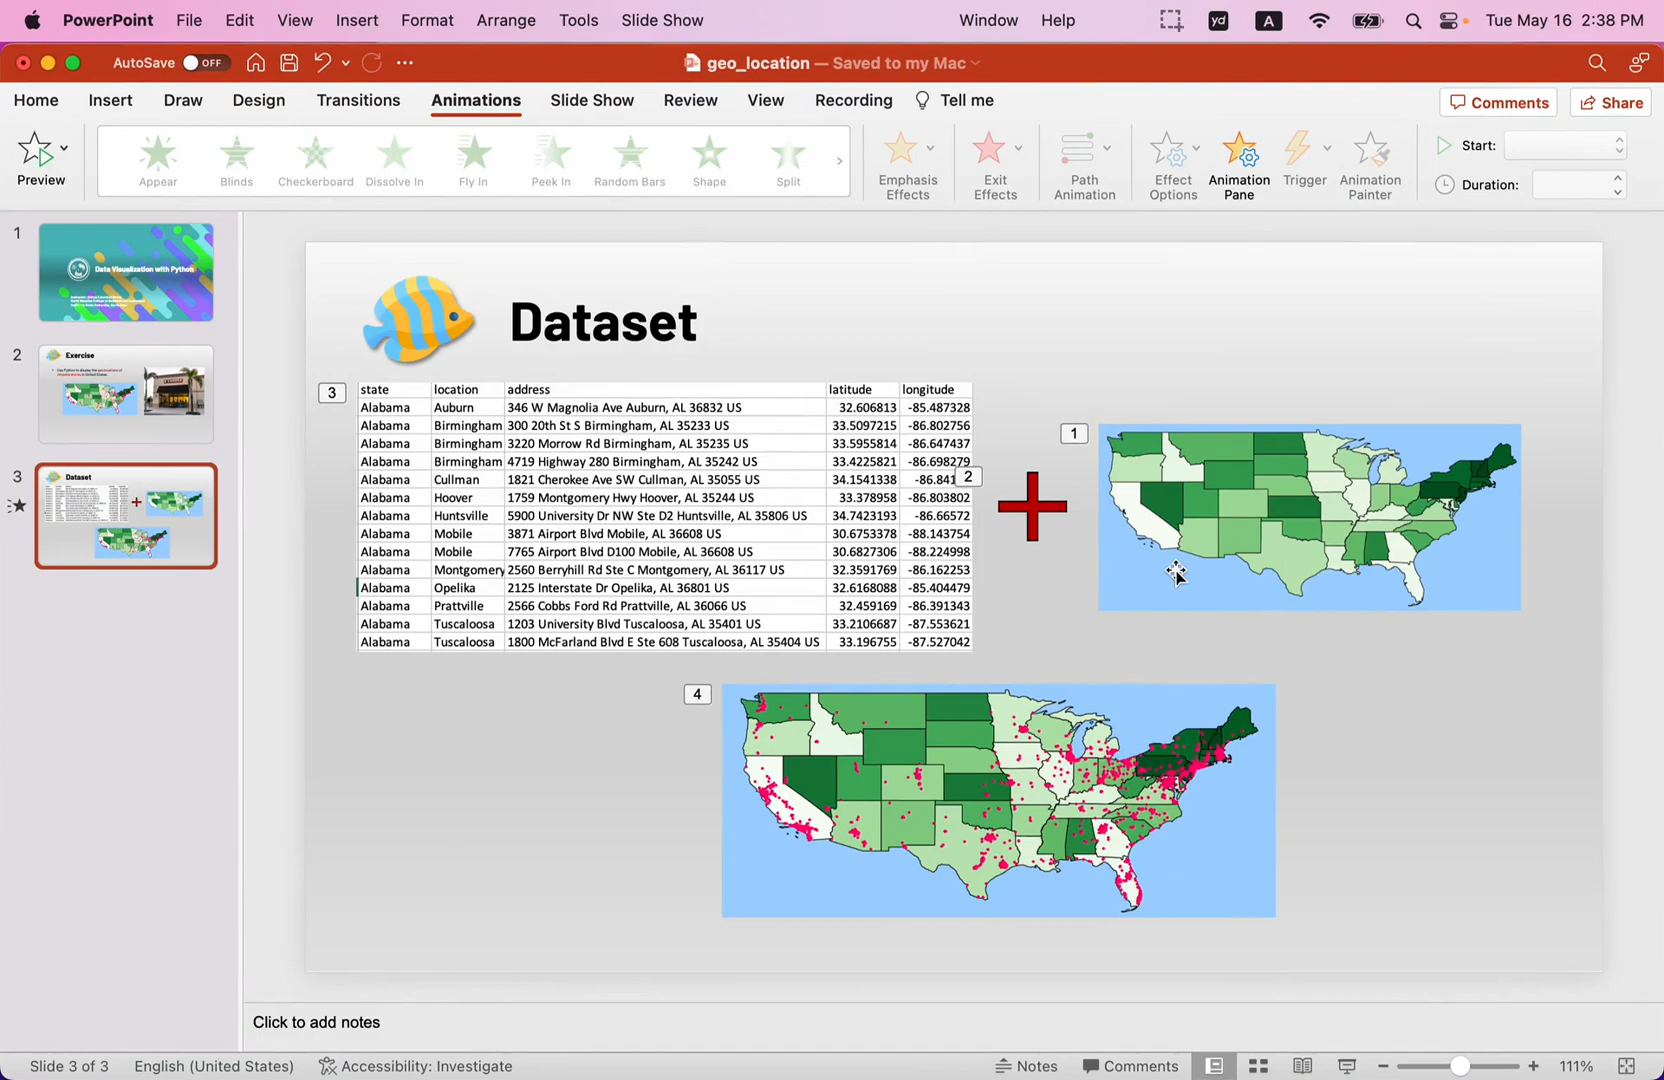 PowerPoint File Edit View Insert Format Arrange Tools Slide Show Window Help yd A Tue May 16 2:38 PM
AutoSave OFF geo_location — Saved to my Mac
Home Insert Draw Design Transitions Animations Slide Show Review View Recording Tell me Comments Share
Preview Appear Blinds Checkerboard Dissolve In Fly In Peek In Random Bars Shape Split
Emphasis Effects
Exit Effects
Path Animation
Effect Options
Animation Pane
Trigger
Animation Painter
Start:
Duration:
1
Data Visualization with Python
2
Exercise
3
Dataset
Dataset
3
state location address latitude longitude
Alabama Auburn 346 W Magnolia Ave Auburn, AL 36832 US 32.606813 -85.487328
Alabama Birmingham 300 20th St S Birmingham, AL 35233 US 33.5097215 -86.802756
Alabama Birmingham 3220 Morrow Rd Birmingham, AL 35235 US 33.5955814 -86.647437
Alabama Birmingham 4719 Highway 280 Birmingham, AL 35242 US 33.4225821 -86.698279
Alabama Cullman 1821 Cherokee Ave SW Cullman, AL 35055 US 34.1541338 -86.841
Alabama Hoover 1759 Montgomery Hwy Hoover, AL 35244 US 33.378958 -86.803802
Alabama Huntsville 5900 University Dr NW Ste D2 Huntsville, AL 35806 US 34.7423193 -86.66572
Alabama Mobile 3871 Airport Blvd Mobile, AL 36608 US 30.6753378 -88.143754
Alabama Mobile 7765 Airport Blvd D100 Mobile, AL 36608 US 30.6827306 -88.224998
Alabama Montgomery 2560 Berryhill Rd Ste C Montgomery, AL 36117 US 32.3591769 -86.162253
Alabama Opelika 2125 Interstate Dr Opelika, AL 36801 US 32.6168088 -85.404479
Alabama Prattville 2566 Cobbs Ford Rd Prattville, AL 36066 US 32.459169 -86.391343
Alabama Tuscaloosa 1203 University Blvd Tuscaloosa, AL 35401 US 33.2106687 -87.553621
Alabama Tuscaloosa 1800 McFarland Blvd E Ste 608 Tuscaloosa, AL 35404 US 33.196755 -87.527042
2
1
4
Click to add notes
Slide 3 of 3 English (United States) Accessibility: Investigate Notes Comments 111%